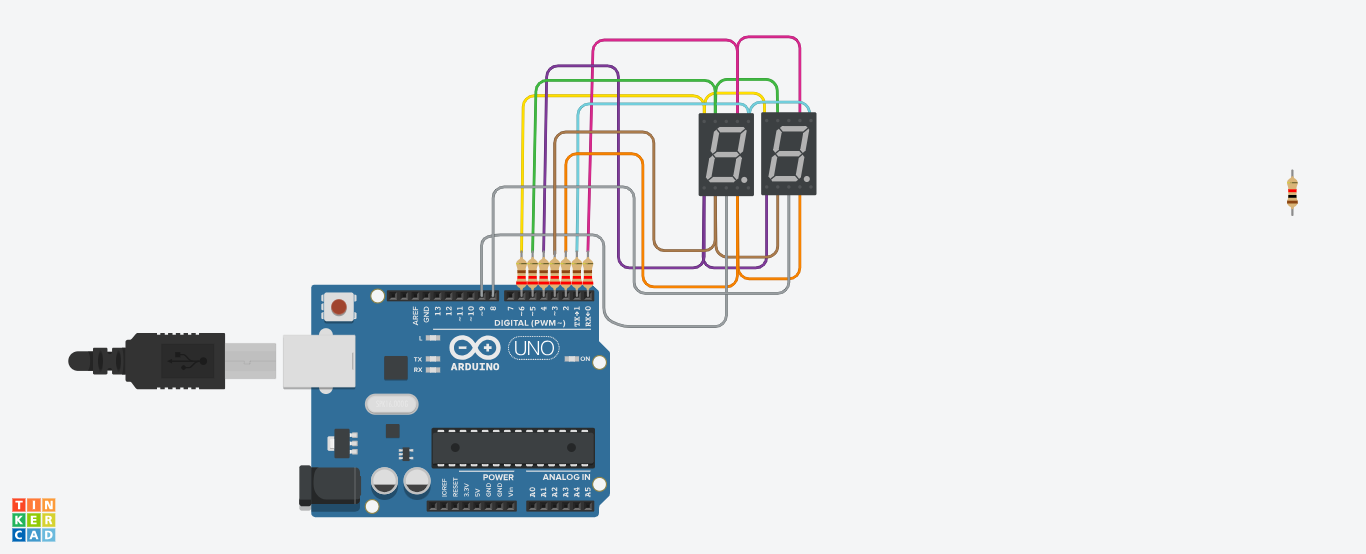 AREF
GND
13
12
~11
~10
~9
8
7
~6
~5
4
~3
2
TX→1
RX←0
DIGITAL (PWM~)
L
TX
RX
ARDUINO
UNO
ON
POWER
ANALOG IN
IOREF
RESET
3.3V
5V
GND
GND
Vin
A0
A1
A2
A3
A4
A5
TIN
KER
CAD